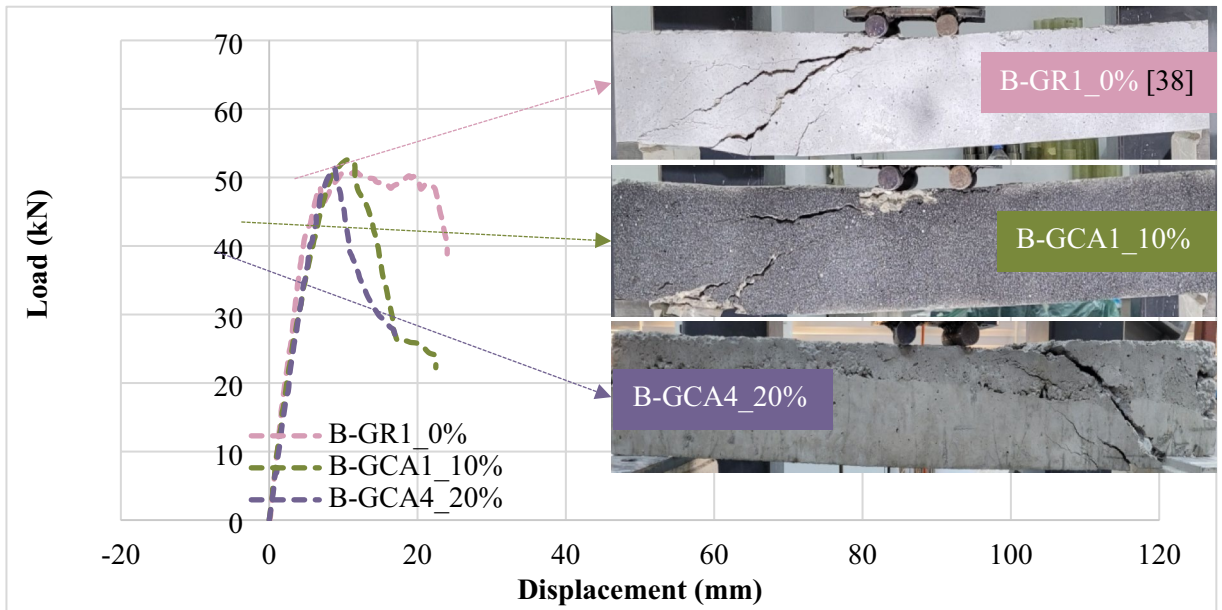 70
60
50
40
30
20
10
0
Load (kN)
-20
0
20
40
60
80
100
120
Displacement (mm)
B-GR1_0%
B-GCA1_10%
B-GCA4_20%
B-GR1_0% [38]
B-GCA1_10%
B-GCA4_20%